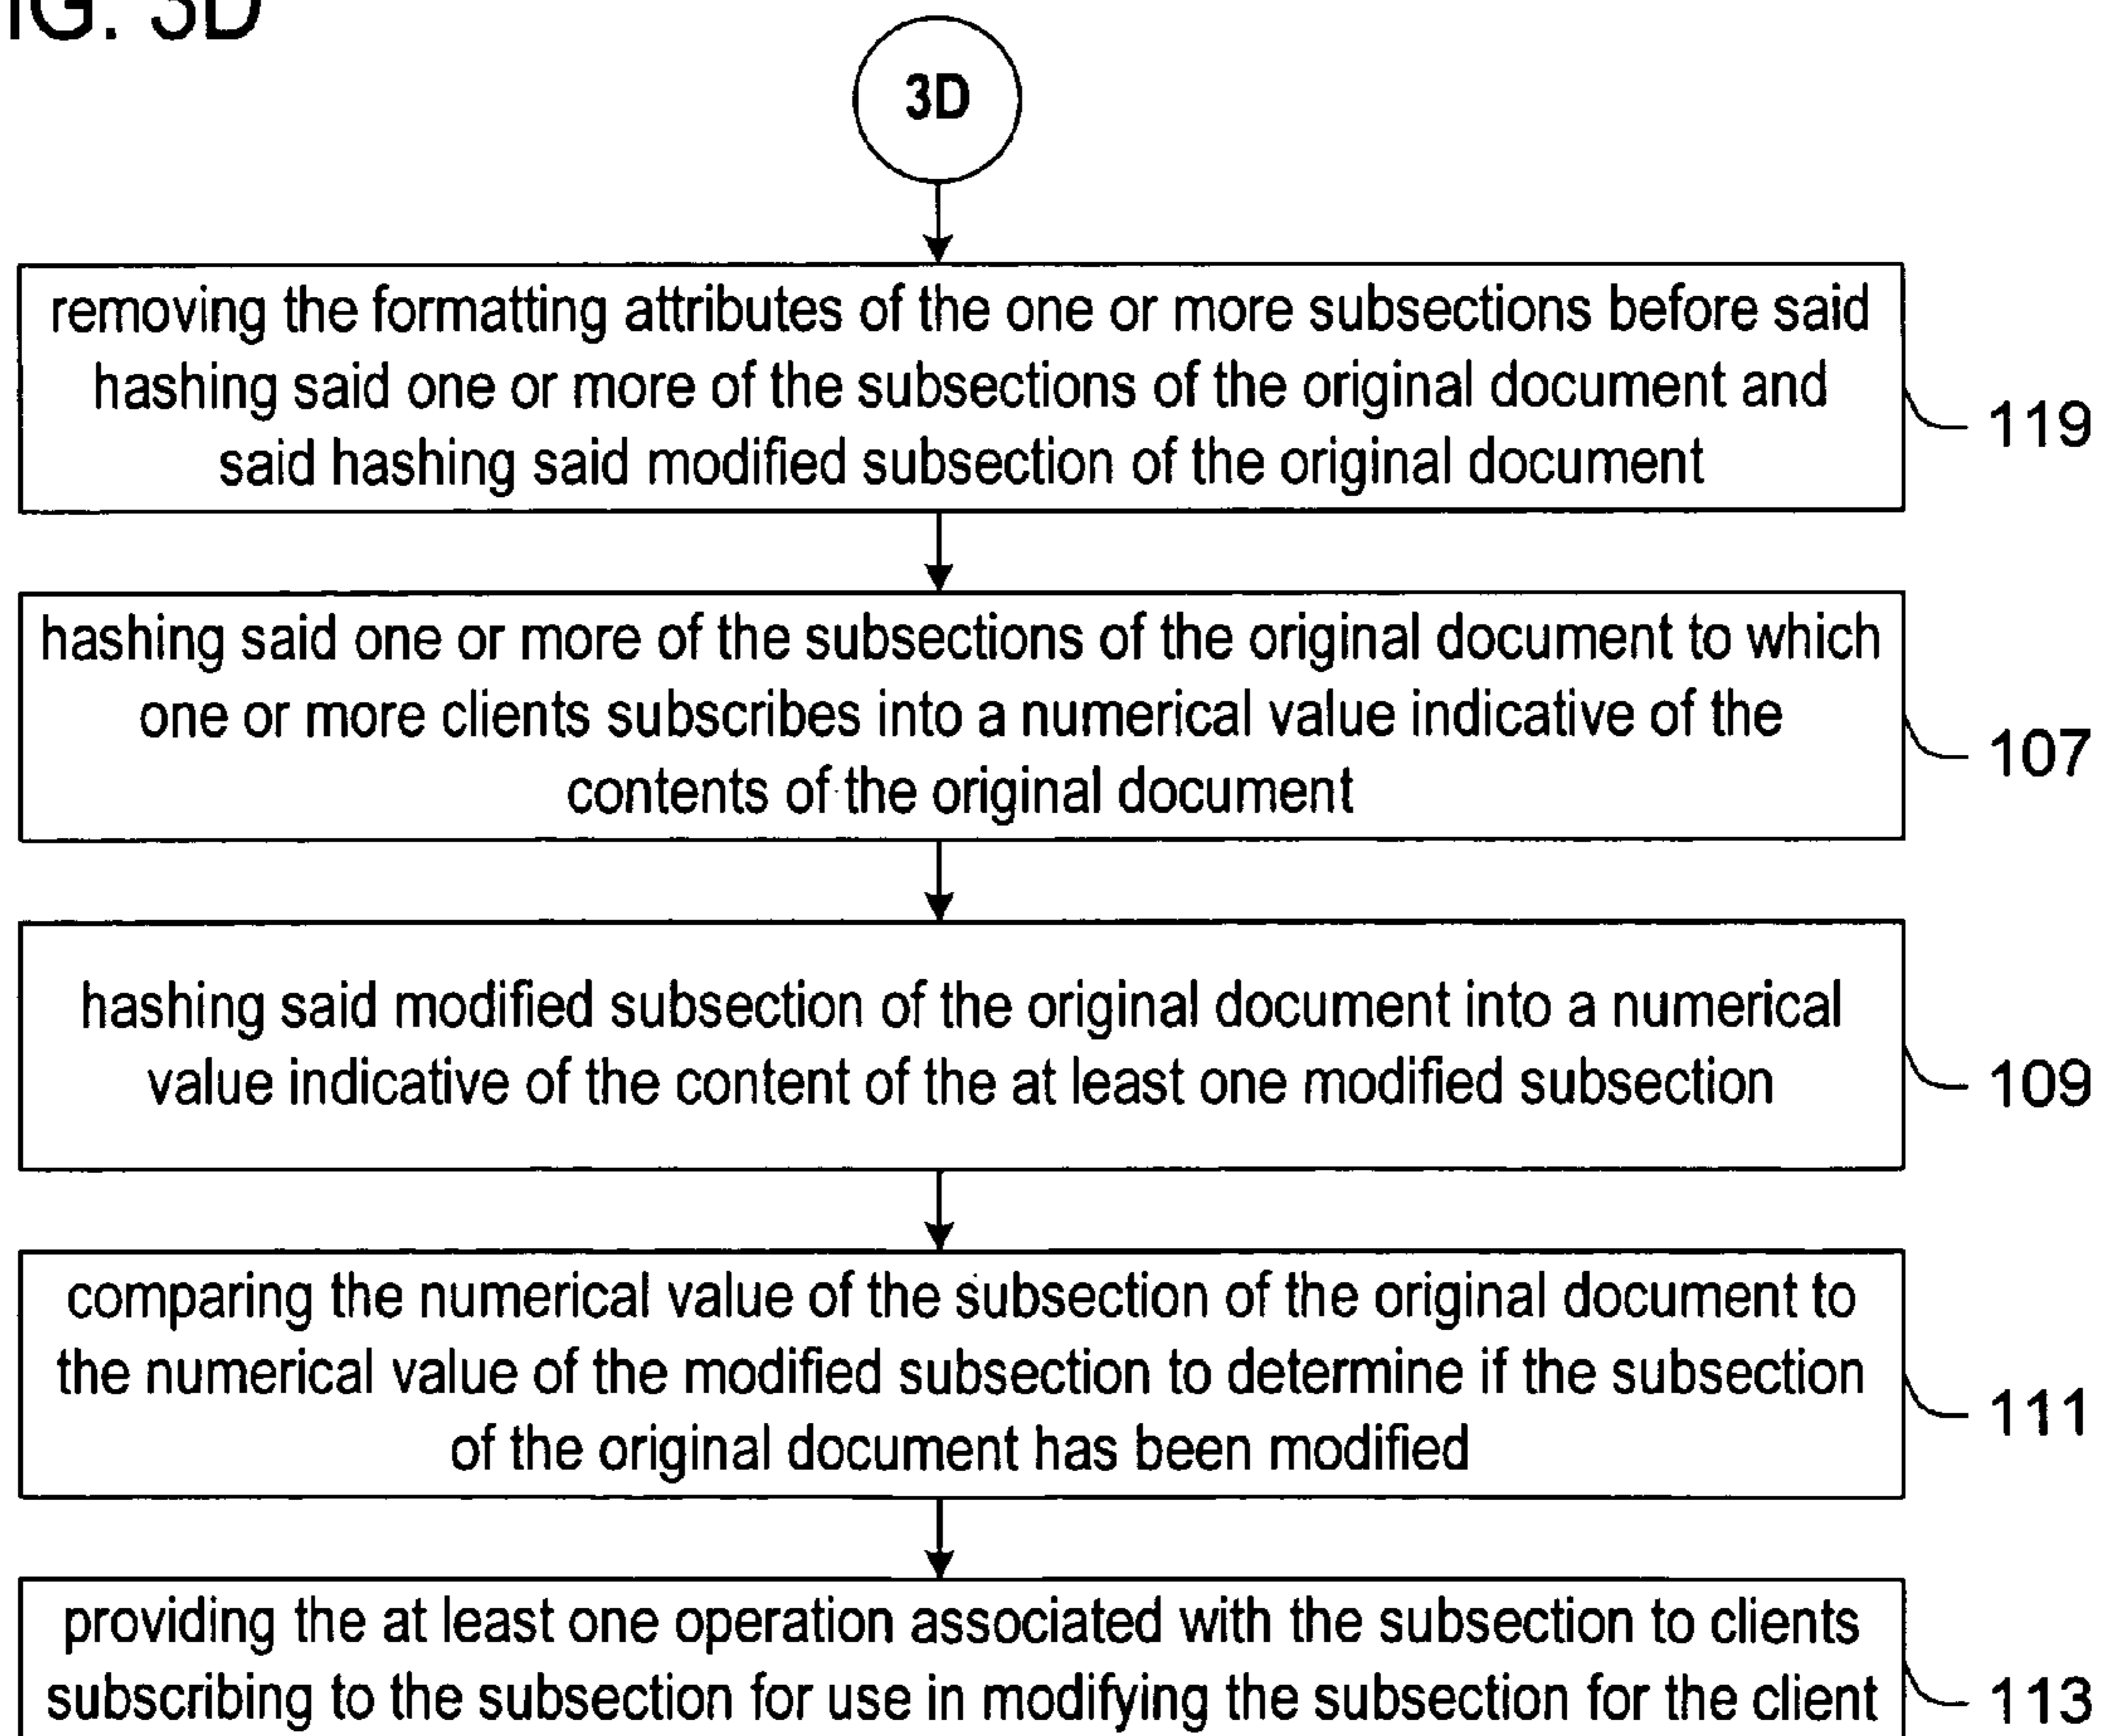 IG. 3D
3D
removing the formatting attributes of the one or more subsections before said
hashing said one or more of the subsections of the original document and
said hashing said modified subsection of the original document
119
hashing said one or more of the subsections of the original document to which
one or more clients subscribes into a numerical value indicative of the
contents of the original document
107
hashing said modified subsection of the original document into a numerical
value indicative of the content of the at least one modified subsection
109
comparing the numerical value of the subsection of the original document to
the numerical value of the modified subsection to determine if the subsection
of the original document has been modified
111
providing the at least one operation associated with the subsection to clients
subscribing to the subsection for use in modifying the subsection for the client
113